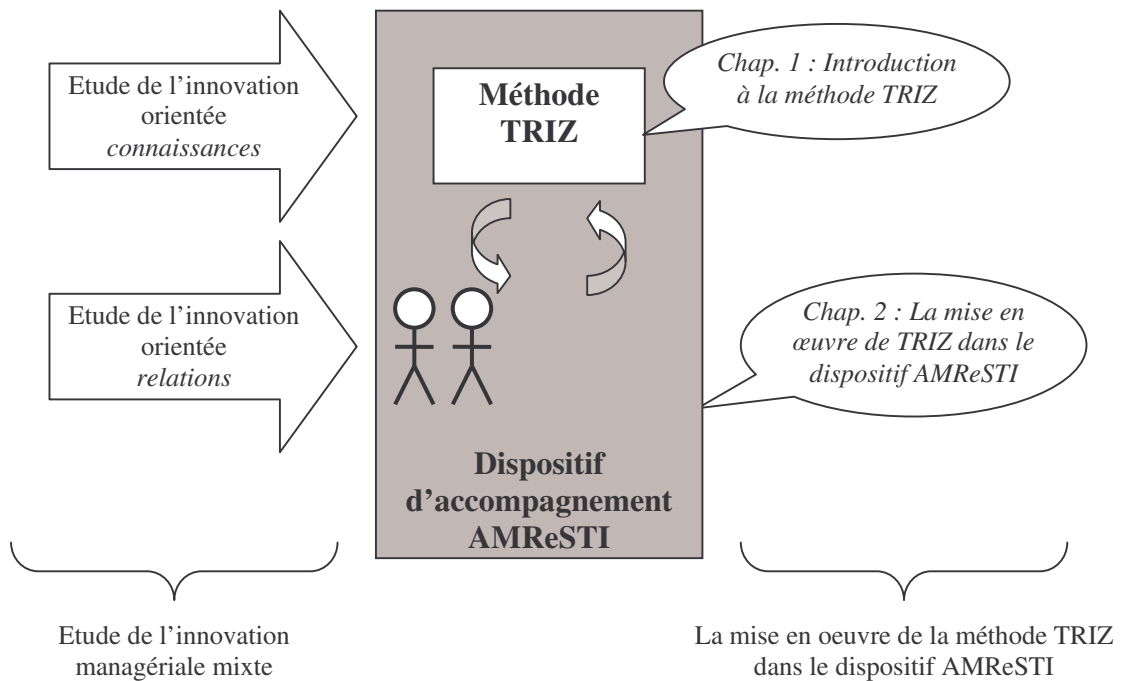 Etude de l’innovation
orientée
connaissances
Etude de l’innovation
orientée
relations
Méthode
TRIZ
Chap. 1 : Introduction
à la méthode TRIZ
Chap. 2 : La mise en
œuvre de TRIZ dans le
dispositif AMReSTI
Dispositif
d’accompagnement
AMReSTI
Etude de l’innovation
managériale mixte
La mise en oeuvre de la méthode TRIZ
dans le dispositif AMReSTI